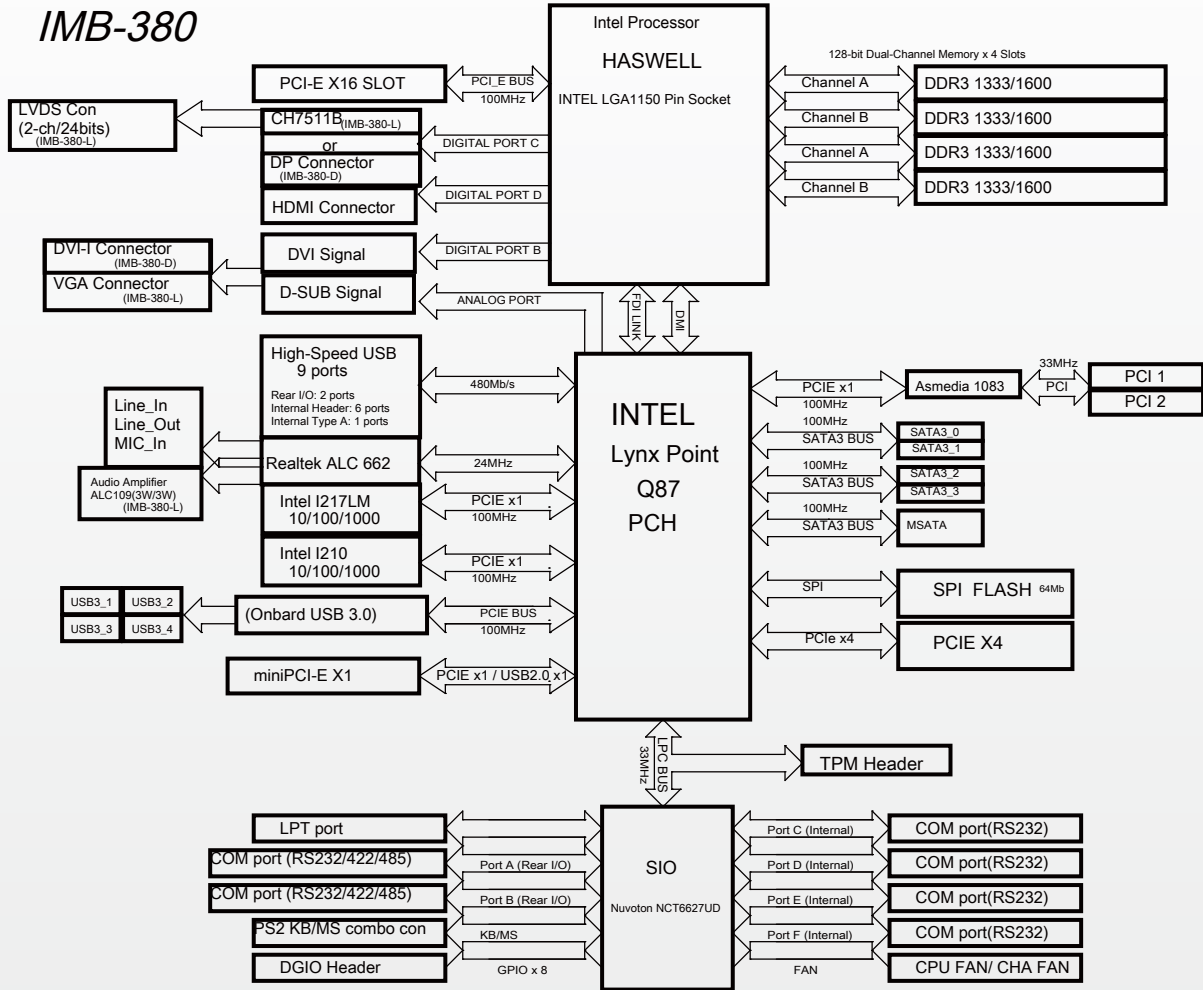 IMB-380
Intel Processor
HASWELL
INTEL LGA1150 Pin Socket
128-bit Dual-Channel Memory x 4 Slots
PCI-E X16 SLOT
PCI_E BUS
100MHz
Channel A
DDR3 1333/1600
Channel B
DDR3 1333/1600
Channel A
DDR3 1333/1600
Channel B
DDR3 1333/1600
LVDS Con
(2-ch/24bits)
(IMB-380-L)
CH7511B
(IMB-380-L)
or
DP Connector
(IMB-380-D)
DIGITAL PORT C
HDMI Connector
DIGITAL PORT D
DVI-I Connector
(IMB-380-D)
VGA Connector
(IMB-380-L)
DVI Signal
DIGITAL PORT B
D-SUB Signal
ANALOG PORT
FDI LINK
DMI
High-Speed USB
9 ports
Rear I/O: 2 ports
Internal Header: 6 ports
Internal Type A: 1 ports
480Mb/s
Line_In
Line_Out
MIC_In
Audio Amplifier
ALC109(3W/3W)
(IMB-380-L)
Realtek ALC 662
24MHz
Intel I217LM
10/100/1000
PCIE x1
100MHz
Intel I210
10/100/1000
PCIE x1
100MHz
USB3_1
USB3_2
USB3_3
USB3_4
(Onbard USB 3.0)
PCIE BUS
100MHz
miniPCI-E X1
PCIE x1 / USB2.0 x1
INTEL
Lynx Point
Q87
PCH
PCIE x1
100MHz
Asmedia 1083
33MHz
PCI
PCI 1
PCI 2
100MHz
SATA3 BUS
SATA3_0
SATA3_1
100MHz
SATA3 BUS
SATA3_2
SATA3_3
100MHz
SATA3 BUS
MSATA
SPI
SPI FLASH 64Mb
PCIe x4
PCIE X4
LPC BUS
33MHz
TPM Header
SIO
Nuvoton NCT6627UD
LPT port
COM port (RS232/422/485)
Port A (Rear I/O)
COM port (RS232/422/485)
Port B (Rear I/O)
PS2 KB/MS combo con
KB/MS
DGIO Header
GPIO x 8
Port C (Internal)
COM port(RS232)
Port D (Internal)
COM port(RS232)
Port E (Internal)
COM port(RS232)
Port F (Internal)
COM port(RS232)
FAN
CPU FAN/ CHA FAN